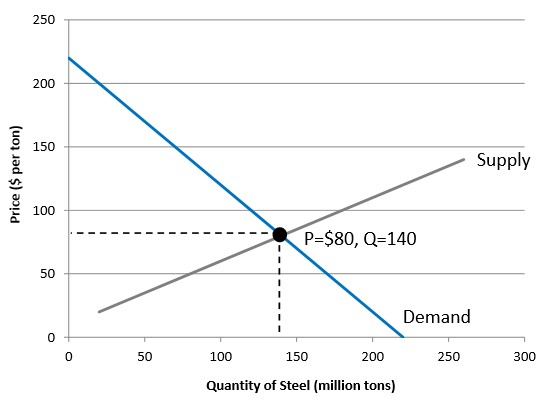 250
200
150
100
50
0
Price ($ per ton)
Supply
P=$80, Q=140
Demand
0 50 100 150 200 250 300
Quantity of Steel (million tons)